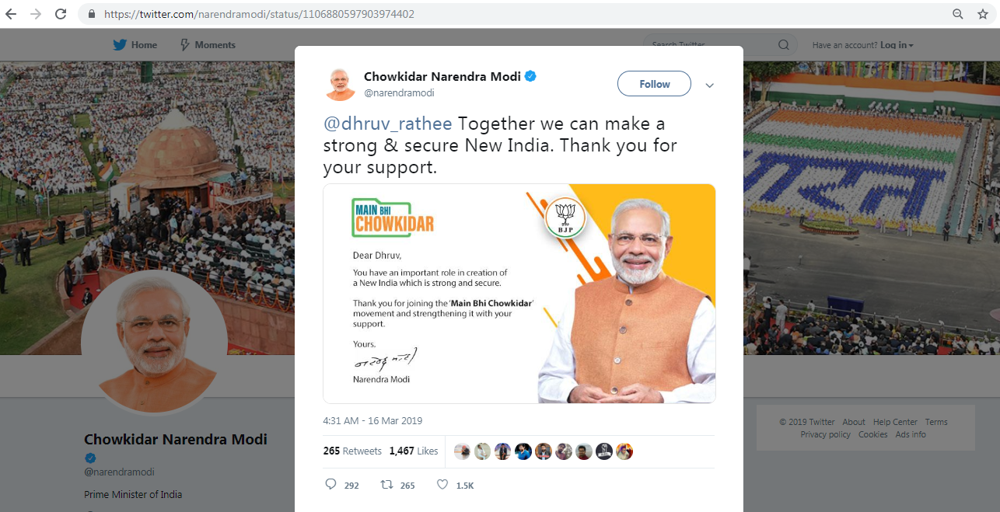 https://twitter.com/narendramodi/status/1106880597903974402
Home
Moments
Search Twitter
Have an account? Log in
Chowkidar Narendra Modi
@narendramodi
Follow
@dhruv_rathee Together we can make a
strong & secure New India. Thank you for
your support.
MAIN BHI
CHOWKIDAR
BJP
Dear Dhruv,
You have an important role in creation of
a New India which is strong and secure.
Thank you for joining the 'Main Bhi Chowkidar'
movement and strengthening it with your
support.
Yours.
नरेन्द्र मोदी
Narendra Modi
4:31 AM - 16 Mar 2019
265 Retweets 1,467 Likes
292 265 1.5K
Chowkidar Narendra Modi
@narendramodi
Prime Minister of India
© 2019 Twitter About Help Center Terms
Privacy policy Cookies Ads info